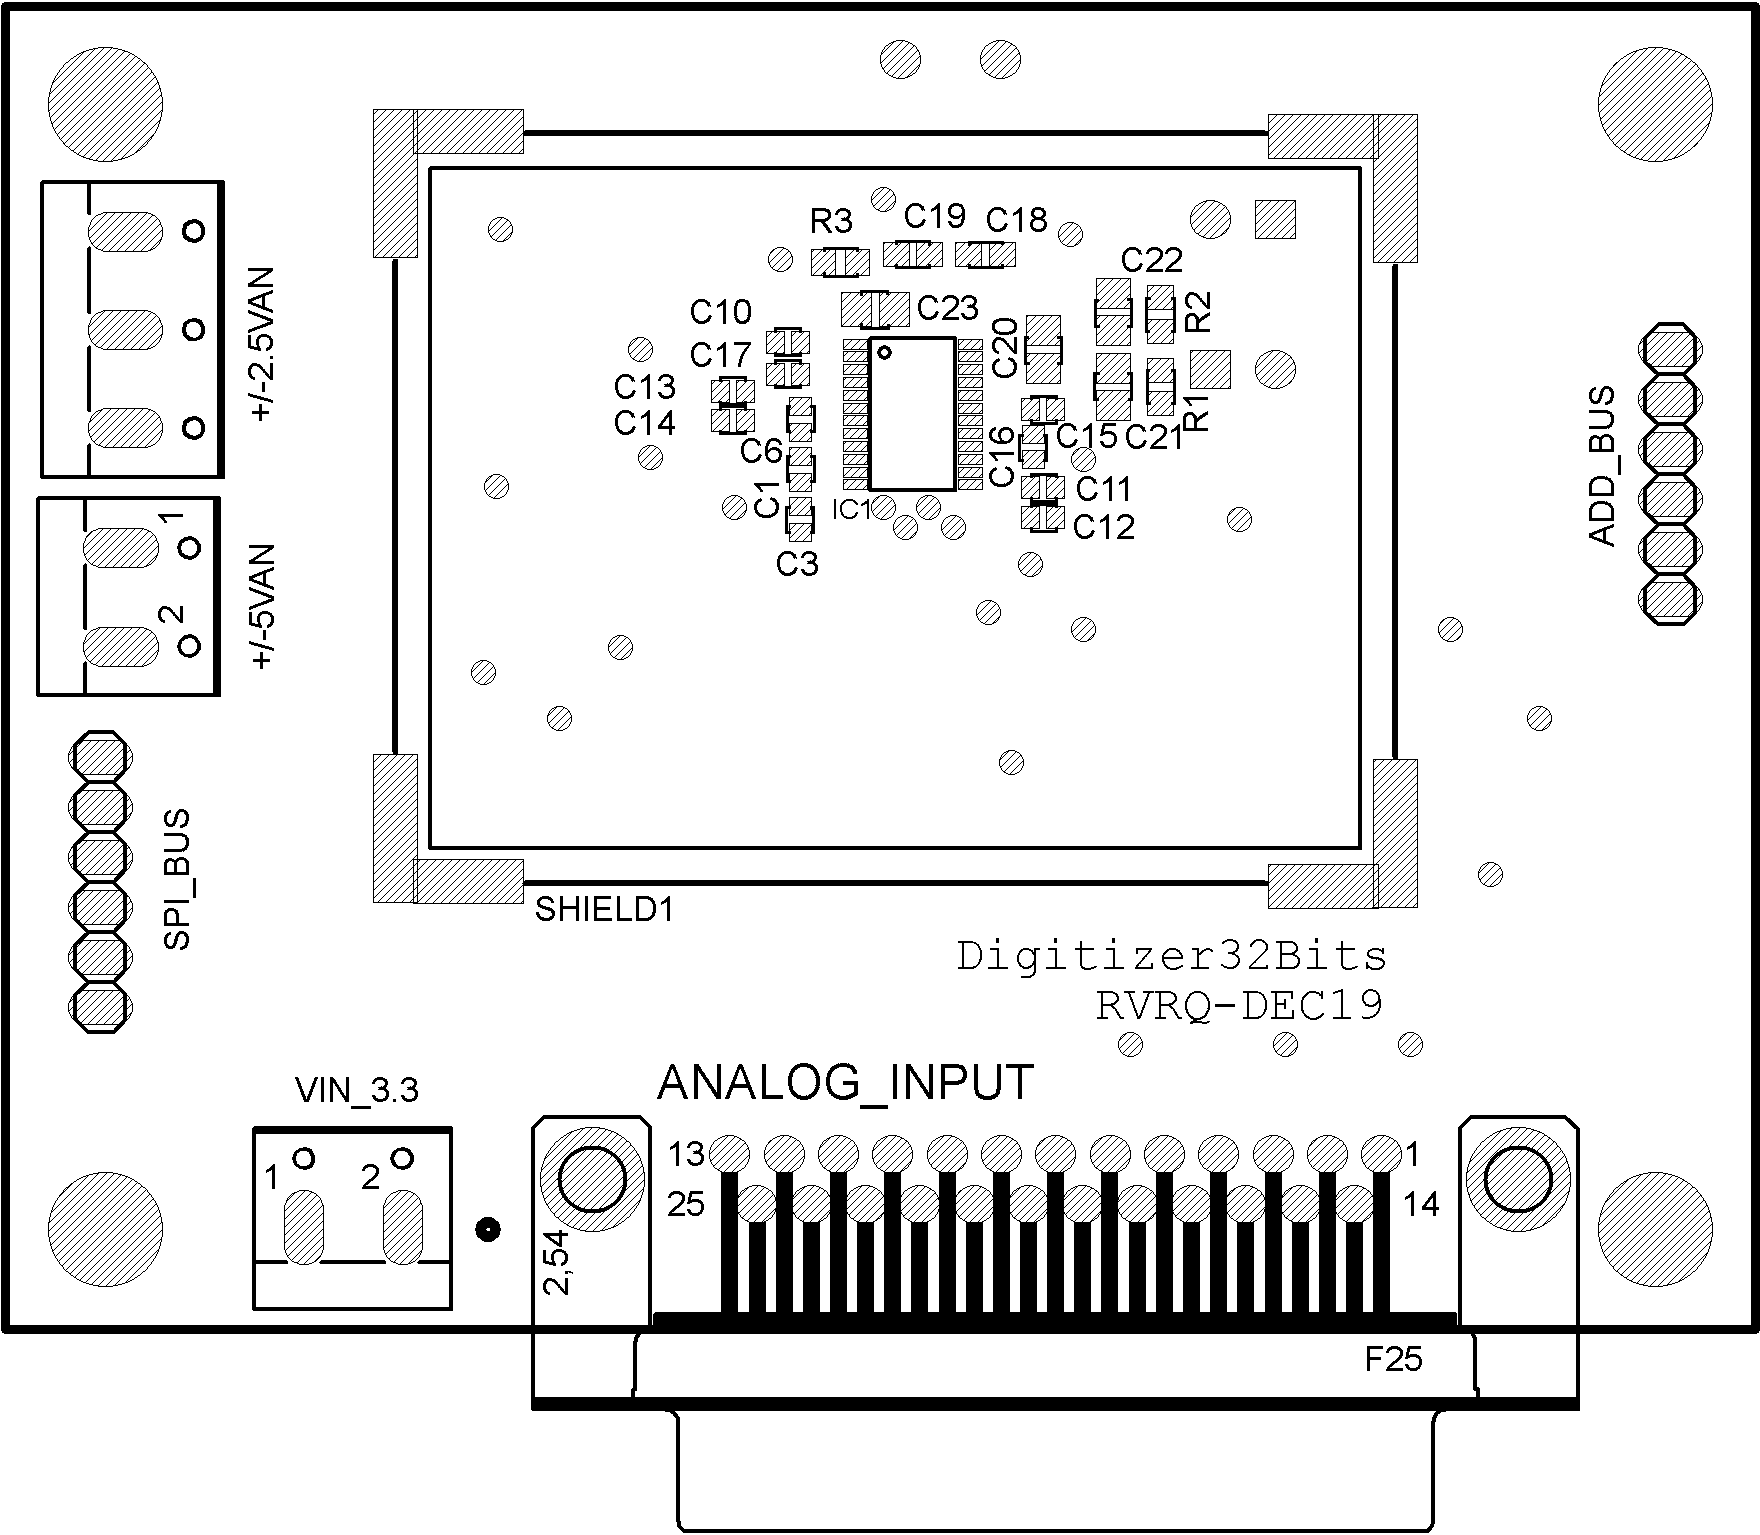 R3
C19
C18
C22
+/-2.5VAN
C10
C23
R2
C17
C20
C13
C14
C6
C16
C15
C21
R1
ADD_BUS
C1
IC1
C11
C12
C3
1
2
+/-5VAN
SPI_BUS
SHIELD1
Digitizer32Bits
RVRQ-DEC19
VIN_3.3
ANALOG_INPUT
1
2
13
1
25
14
2,54
F25